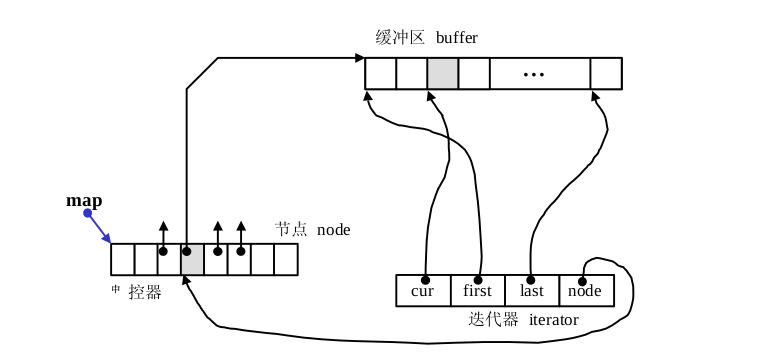 缓冲区 buffer
...
map
节点 node
中控器
cur first last node
迭代器 iterator